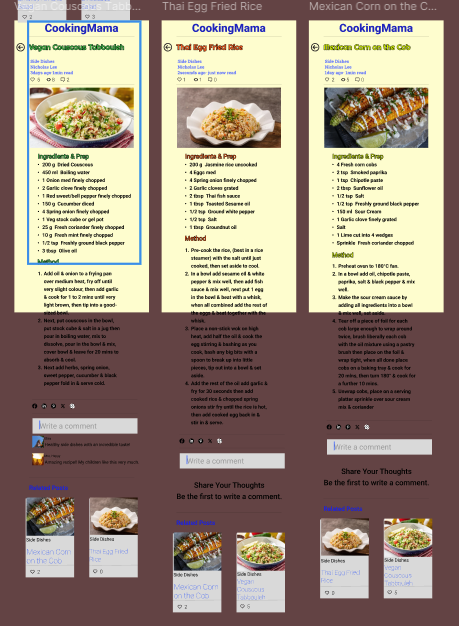 Thai Egg Fried Rice
Mexican Corn on the C...
2
3
CookingMama
Vegan Couscous Tabbouleh
Side Dishes
Nicholas Lee
3days ago 1min read
6
8
2
Ingredients & Prep
200 g Dried Couscous
450 ml Boiling water
1 Onion med finely chopped
2 Garlic clove finely chopped
1 Red sweet/bell pepper finely chopped
150 g Cucumber diced
4 Spring onion finely chopped
1 Veg stock cube or gel pot
25 g Fresh coriander finely chopped
10 g Fresh mint finely chopped
1/2 tsp Freshly ground black pepper
3 tbsp Olive oil
Method
1. Add oil & onion to a frying pan
over medium heat, fry off until
very slight colour, then add garlic
& cook for 1 to 2 mins until very
light brown, then tip into a good-
sized bowl.
2. Next, put couscous in the bowl,
put stock cube & salt in a jug then
pour in boiling water, mix to
dissolve, pour in the bowl & mix,
cover bowl & leave for 20 mins to
absorb & cool.
3. Next add herbs, spring onion,
sweet pepper, cucumber & black
pepper fold in & serve cold.
Write a comment
Healthy side dishes with an incredible taste
Amazing recipe! My children like this very much
Related Posts
Side Dishes
Mexican Corn
on the Cob
2
Side Dishes
Thai Egg Fried
Rice
0
CookingMama
Thai Egg Fried Rice
Side Dishes
Nicholas Lee
2seconds ago just now read
1
1
0
Ingredients & Prep
200 g Jasmine rice uncooked
4 Eggs med
4 Spring onion finely chopped
2 Garlic cloves grated
2 tbsp Thai fish sauce
1 tbsp Toasted Sesame oil
1/2 tsp Ground white pepper
1/2 tsp Salt
1 tbsp Groundnut oil
Method
1. Pre-cook the rice, (best in a rice
steamer) with the salt until just
cooked, then set aside to cool.
2. In a bowl add sesame oil & white
pepper & mix well, then add fish
sauce & mix well, next put 1 egg
in the bowl & beat with a whisk,
when all combined add the rest of
the eggs & beat together with the
whisk.
3. Place a non-stick wok on high
heat, add half the oil & cook the
egg stirring & bashing as you
cook, bash any big bits with a
spoon to break up into little
pieces, tip out into a bowl & set
aside.
4. Add the rest of the oil add garlic &
fry for 30 seconds then add
cooked rice & chopped spring
onions stir fry until the rice is hot,
then add cooked egg back in &
stir in & serve.
Write a comment
Share Your Thoughts
Be the first to write a comment.
Related Posts
Side Dishes
Mexican Corn
on the Cob
2
Side Dishes
Vegan
Couscous
Tabbouleh
5
CookingMama
Mexican Corn on the Cob
Side Dishes
Nicholas Lee
1day ago 1min read
2
5
0
Ingredients & Prep
4 Fresh corn cobs
2 tsp Smoked paprika
1 tsp Chipotle paste
2 tbsp Sunflower oil
1/2 tsp Salt
1/2 tsp Freshly ground black pepper
150 ml Sour Cream
1 Garlic clove finely grated
Salt
1 Lime cut into 4 wedges
Sprinkle Fresh coriander chopped
Method
1. Preheat oven to 180°C fan.
2. In a bowl add oil, chipotle paste,
paprika, salt & black pepper & mix
well.
3. Make the sour cream sauce by
adding all ingredients into a bowl
& mix well, set aside.
4. Tear off a piece of foil for each
cob large enough to wrap around
twice, brush liberally each cob
with the oil mixture using a pastry
brush then place on the foil &
wrap tight, when all done place
cobs on a baking tray & cook for
20 mins, then turn 180° & cook for
a further 10 mins.
5. Unwrap cobs, place on a serving
platter sprinkle over sour cream
mix & coriander
Write a comment
Share Your Thoughts
Be the first to write a comment.
Related Posts
Side Dishes
Thai Egg Fried
Rice
0
Side Dishes
Vegan
Couscous
Tabbouleh
5